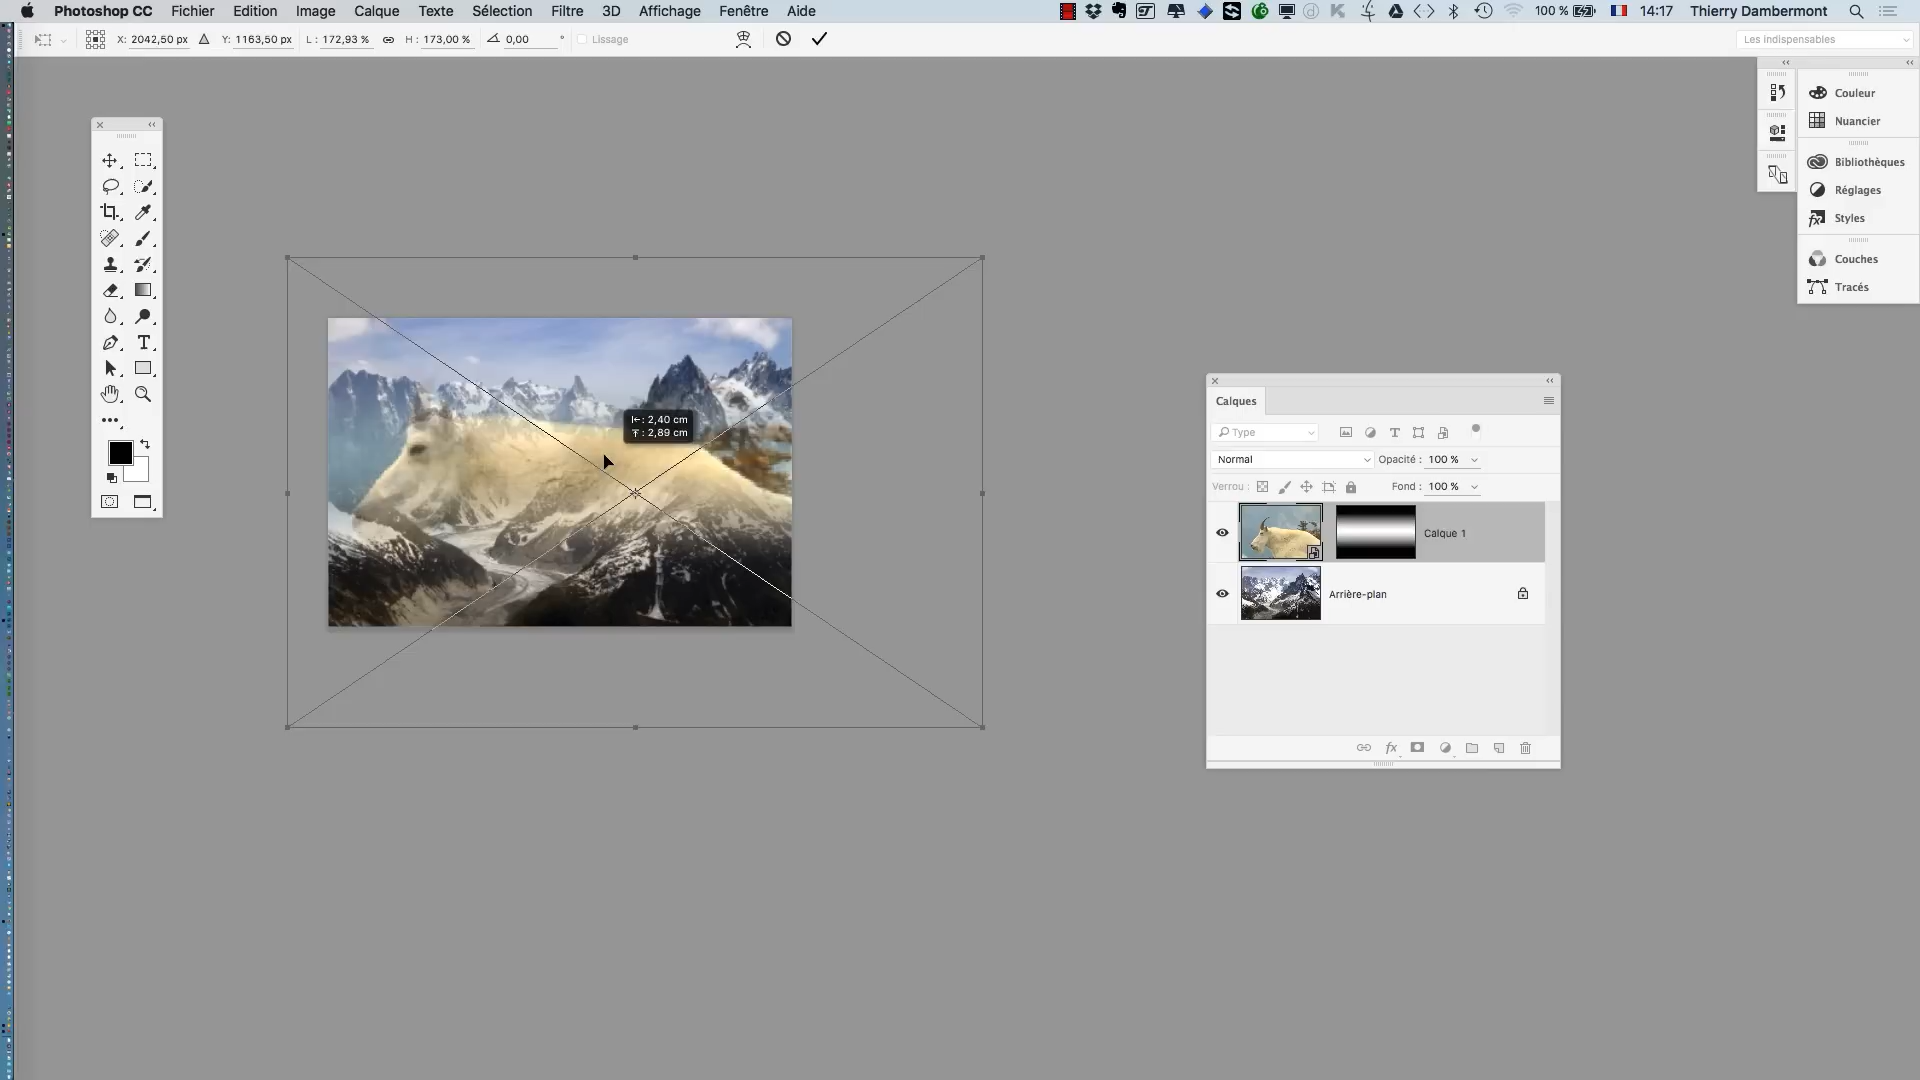 Photoshop CC Fichier Edition Image Calque Texte Sélection Filtre 3D Affichage Fenêtre Aide 100 % 14:17 Thierry Dambermont
X: 2042,50 px Y: 1163,50 px L : 172,93 % H : 173,00 % 0,00 ° Lissage Les indispensables
Couleur
Nuancier
Bibliothèques
Réglages
Styles
Couches
Tracés
: 2,40 cm
: 2,89 cm
Calques
Type
Normal Opacité : 100 %
Verrou : Fond : 100 %
Calque 1
Arrière-plan
fx